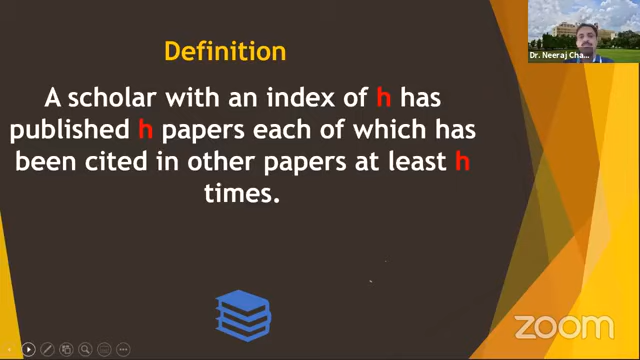 Definition
A scholar with an index of h has
published h papers each of which has
been cited in other papers at least h
times.
Dr. Neeraj Cha...
zoom